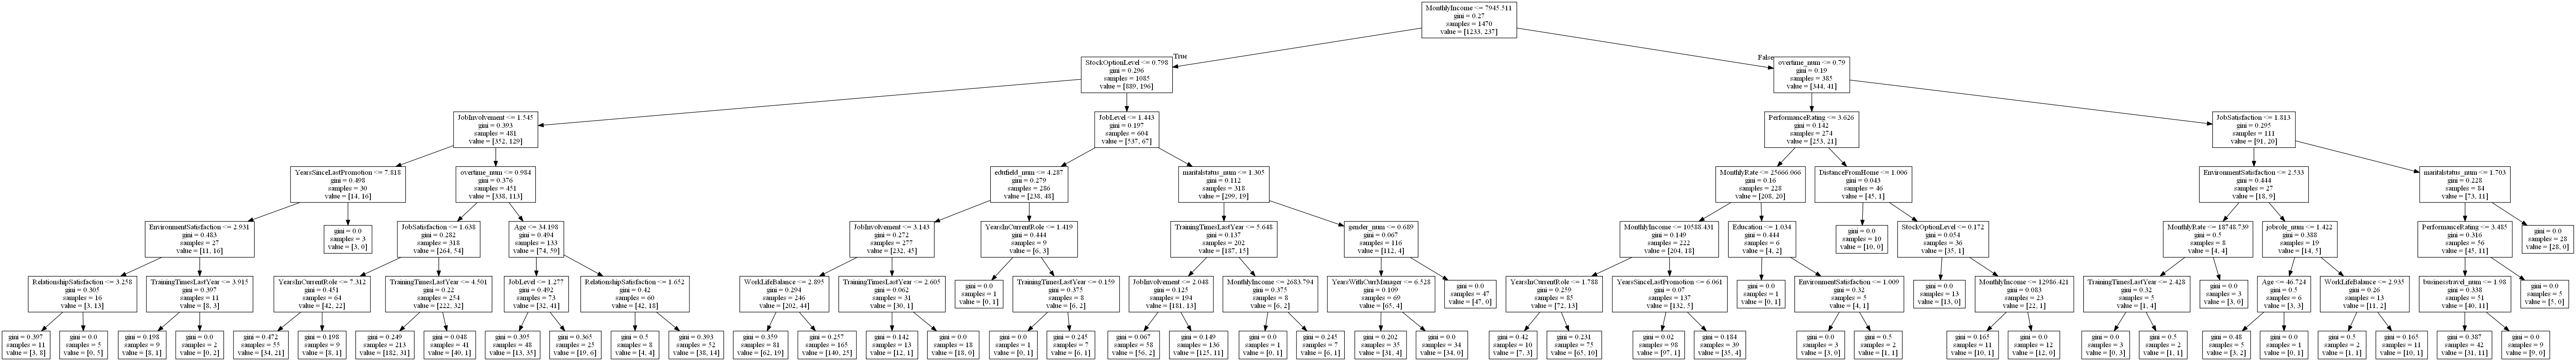 MonthlyIncome <= 7945.511
gini = 0.27
samples = 1470
value = [1233, 237]
True
False
StockOptionLevel <= 0.798
gini = 0.296
samples = 1085
value = [889, 196]
overtime_num <= 0.79
gini = 0.19
samples = 385
value = [344, 41]
JobInvolvement <= 1.545
gini = 0.393
samples = 481
value = [352, 129]
JobLevel <= 1.443
gini = 0.197
samples = 604
value = [537, 67]
PerformanceRating <= 3.626
gini = 0.142
samples = 274
value = [253, 21]
JobSatisfaction <= 1.813
gini = 0.295
samples = 111
value = [91, 20]
YearsSinceLastPromotion <= 7.818
gini = 0.498
samples = 30
value = [14, 16]
overtime_num <= 0.984
gini = 0.376
samples = 451
value = [338, 113]
edufield_num <= 4.287
gini = 0.279
samples = 286
value = [238, 48]
maritalstatus_num <= 1.305
gini = 0.112
samples = 318
value = [299, 19]
MonthlyRate <= 25666.066
gini = 0.16
samples = 228
value = [208, 20]
DistanceFromHome <= 1.006
gini = 0.043
samples = 46
value = [45, 1]
EnvironmentSatisfaction <= 2.533
gini = 0.444
samples = 27
value = [18, 9]
maritalstatus_num <= 1.703
gini = 0.228
samples = 84
value = [73, 11]
EnvironmentSatisfaction <= 2.931
gini = 0.483
samples = 27
value = [11, 16]
gini = 0.0
samples = 3
value = [3, 0]
JobSatisfaction <= 1.638
gini = 0.282
samples = 318
value = [264, 54]
Age <= 34.198
gini = 0.494
samples = 133
value = [74, 59]
JobInvolvement <= 3.143
gini = 0.272
samples = 277
value = [232, 45]
YearsInCurrentRole <= 1.419
gini = 0.444
samples = 9
value = [6, 3]
TrainingTimesLastYear <= 5.648
gini = 0.137
samples = 202
value = [187, 15]
gender_num <= 0.689
gini = 0.067
samples = 116
value = [112, 4]
MonthlyIncome <= 10588.431
gini = 0.149
samples = 222
value = [204, 18]
Education <= 1.034
gini = 0.444
samples = 6
value = [4, 2]
gini = 0.0
samples = 10
value = [10, 0]
StockOptionLevel <= 0.172
gini = 0.054
samples = 36
value = [35, 1]
MonthlyRate <= 18748.739
gini = 0.5
samples = 8
value = [4, 4]
jobrole_num <= 1.422
gini = 0.388
samples = 19
value = [14, 5]
PerformanceRating <= 3.485
gini = 0.316
samples = 56
value = [45, 11]
gini = 0.0
samples = 28
value = [28, 0]
RelationshipSatisfaction <= 3.258
gini = 0.305
samples = 16
value = [3, 13]
TrainingTimesLastYear <= 3.915
gini = 0.397
samples = 11
value = [8, 3]
YearsInCurrentRole <= 7.312
gini = 0.451
samples = 64
value = [42, 22]
TrainingTimesLastYear <= 4.501
gini = 0.22
samples = 254
value = [222, 32]
JobLevel <= 1.277
gini = 0.492
samples = 73
value = [32, 41]
RelationshipSatisfaction <= 1.652
gini = 0.42
samples = 60
value = [42, 18]
WorkLifeBalance <= 2.895
gini = 0.294
samples = 246
value = [202, 44]
TrainingTimesLastYear <= 2.605
gini = 0.062
samples = 31
value = [30, 1]
gini = 0.0
samples = 1
value = [0, 1]
TrainingTimesLastYear <= 0.159
gini = 0.375
samples = 8
value = [6, 2]
JobInvolvement <= 2.048
gini = 0.125
samples = 194
value = [181, 13]
MonthlyIncome <= 2683.794
gini = 0.375
samples = 8
value = [6, 2]
YearsWithCurrManager <= 6.528
gini = 0.109
samples = 69
value = [65, 4]
gini = 0.0
samples = 47
value = [47, 0]
YearsInCurrentRole <= 1.788
gini = 0.259
samples = 85
value = [72, 13]
YearsSinceLastPromotion <= 6.061
gini = 0.07
samples = 137
value = [132, 5]
gini = 0.0
samples = 1
value = [0, 1]
EnvironmentSatisfaction <= 1.009
gini = 0.32
samples = 5
value = [4, 1]
gini = 0.0
samples = 13
value = [13, 0]
MonthlyIncome <= 12986.421
gini = 0.083
samples = 23
value = [22, 1]
TrainingTimesLastYear <= 2.428
gini = 0.32
samples = 5
value = [1, 4]
gini = 0.0
samples = 3
value = [3, 0]
Age <= 46.724
gini = 0.5
samples = 6
value = [3, 3]
WorkLifeBalance <= 2.935
gini = 0.26
samples = 13
value = [11, 2]
businesstravel_num <= 1.98
gini = 0.338
samples = 51
value = [40, 11]
gini = 0.0
samples = 5
value = [5, 0]
gini = 0.397
samples = 11
value = [3, 8]
gini = 0.0
samples = 5
value = [0, 5]
gini = 0.198
samples = 9
value = [8, 1]
gini = 0.0
samples = 2
value = [0, 2]
gini = 0.472
samples = 55
value = [34, 21]
gini = 0.198
samples = 9
value = [8, 1]
gini = 0.249
samples = 213
value = [182, 31]
gini = 0.048
samples = 41
value = [40, 1]
gini = 0.395
samples = 48
value = [13, 35]
gini = 0.365
samples = 25
value = [19, 6]
gini = 0.5
samples = 8
value = [4, 4]
gini = 0.393
samples = 52
value = [38, 14]
gini = 0.359
samples = 81
value = [62, 19]
gini = 0.257
samples = 165
value = [140, 25]
gini = 0.142
samples = 13
value = [12, 1]
gini = 0.0
samples = 18
value = [18, 0]
gini = 0.0
samples = 1
value = [0, 1]
gini = 0.245
samples = 7
value = [6, 1]
gini = 0.067
samples = 58
value = [56, 2]
gini = 0.149
samples = 136
value = [125, 11]
gini = 0.0
samples = 1
value = [0, 1]
gini = 0.245
samples = 7
value = [6, 1]
gini = 0.202
samples = 35
value = [31, 4]
gini = 0.0
samples = 34
value = [34, 0]
gini = 0.42
samples = 10
value = [7, 3]
gini = 0.231
samples = 75
value = [65, 10]
gini = 0.02
samples = 98
value = [97, 1]
gini = 0.184
samples = 39
value = [35, 4]
gini = 0.0
samples = 3
value = [3, 0]
gini = 0.5
samples = 2
value = [1, 1]
gini = 0.165
samples = 11
value = [10, 1]
gini = 0.0
samples = 12
value = [12, 0]
gini = 0.0
samples = 3
value = [0, 3]
gini = 0.5
samples = 2
value = [1, 1]
gini = 0.48
samples = 5
value = [3, 2]
gini = 0.0
samples = 1
value = [0, 1]
gini = 0.5
samples = 2
value = [1, 1]
gini = 0.165
samples = 11
value = [10, 1]
gini = 0.387
samples = 42
value = [31, 11]
gini = 0.0
samples = 9
value = [9, 0]